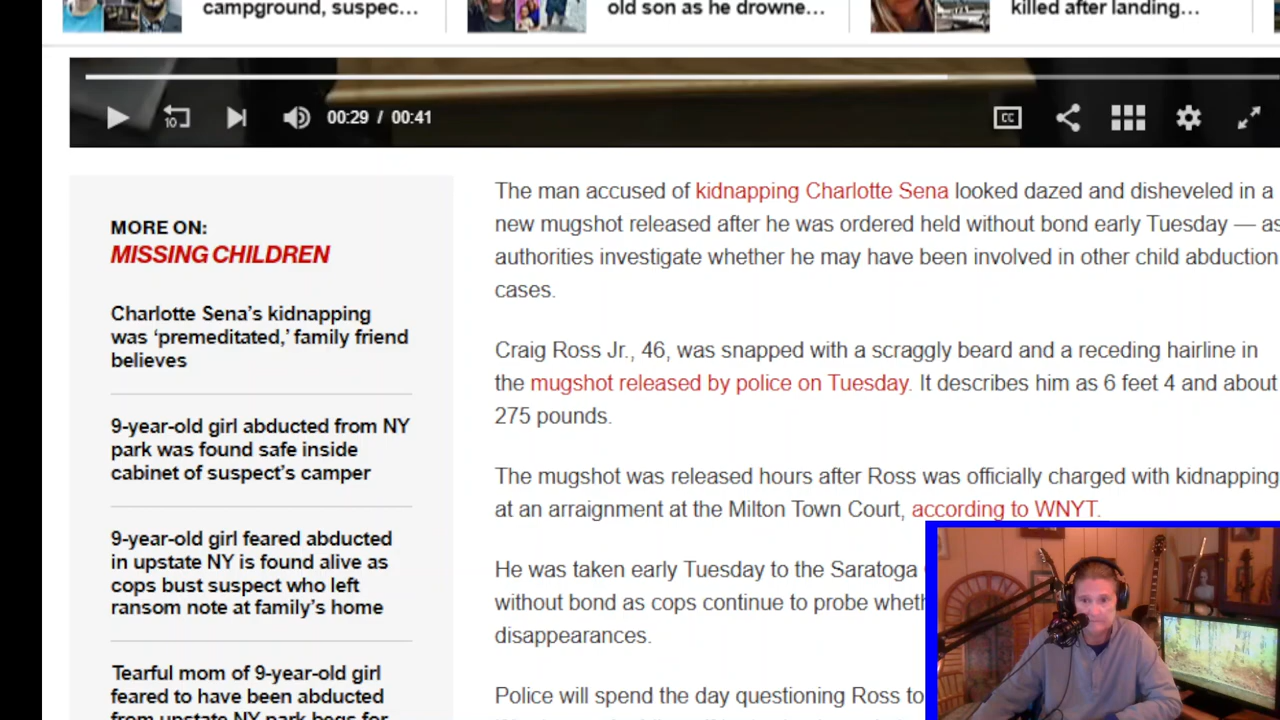 campground, suspec...
old son as he drowne...
killed after landing...
10
00:29 / 00:41
CC
MORE ON:
MISSING CHILDREN
Charlotte Sena's kidnapping
was 'premeditated,' family friend
believes
9-year-old girl abducted from NY
park was found safe inside
cabinet of suspect's camper
9-year-old girl feared abducted
in upstate NY is found alive as
cops bust suspect who left
ransom note at family's home
Tearful mom of 9-year-old girl
feared to have been abducted
from upstate NY park begs for
The man accused of kidnapping Charlotte Sena looked dazed and disheveled in a
new mugshot released after he was ordered held without bond early Tuesday — as
authorities investigate whether he may have been involved in other child abduction
cases.
Craig Ross Jr., 46, was snapped with a scraggly beard and a receding hairline in
the mugshot released by police on Tuesday. It describes him as 6 feet 4 and about
275 pounds.
The mugshot was released hours after Ross was officially charged with kidnapping
at an arraignment at the Milton Town Court, according to WNYT.
He was taken early Tuesday to the Saratoga
without bond as cops continue to probe wheth
disappearances.
Police will spend the day questioning Ross to